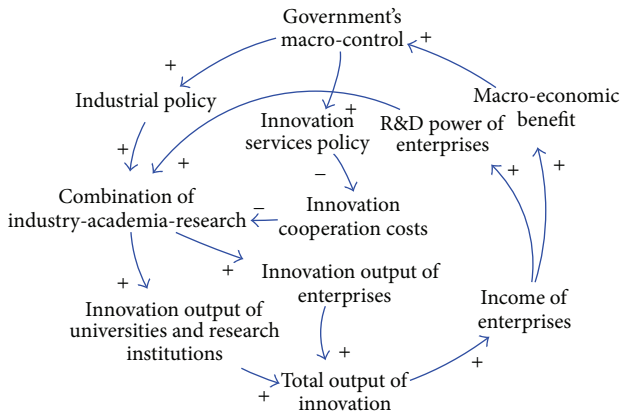 Government's
macro-control
+
+
Industrial policy
+
Innovation
services policy
R&D power of
enterprises
Macro-economic
benefit
+
+
−
+
+
Combination of
industry-academia-research
−
Innovation
cooperation costs
+
+
Innovation output of
enterprises
Innovation output of
universities and research
institutions
Income of
enterprises
+
+
+
Total output of
innovation